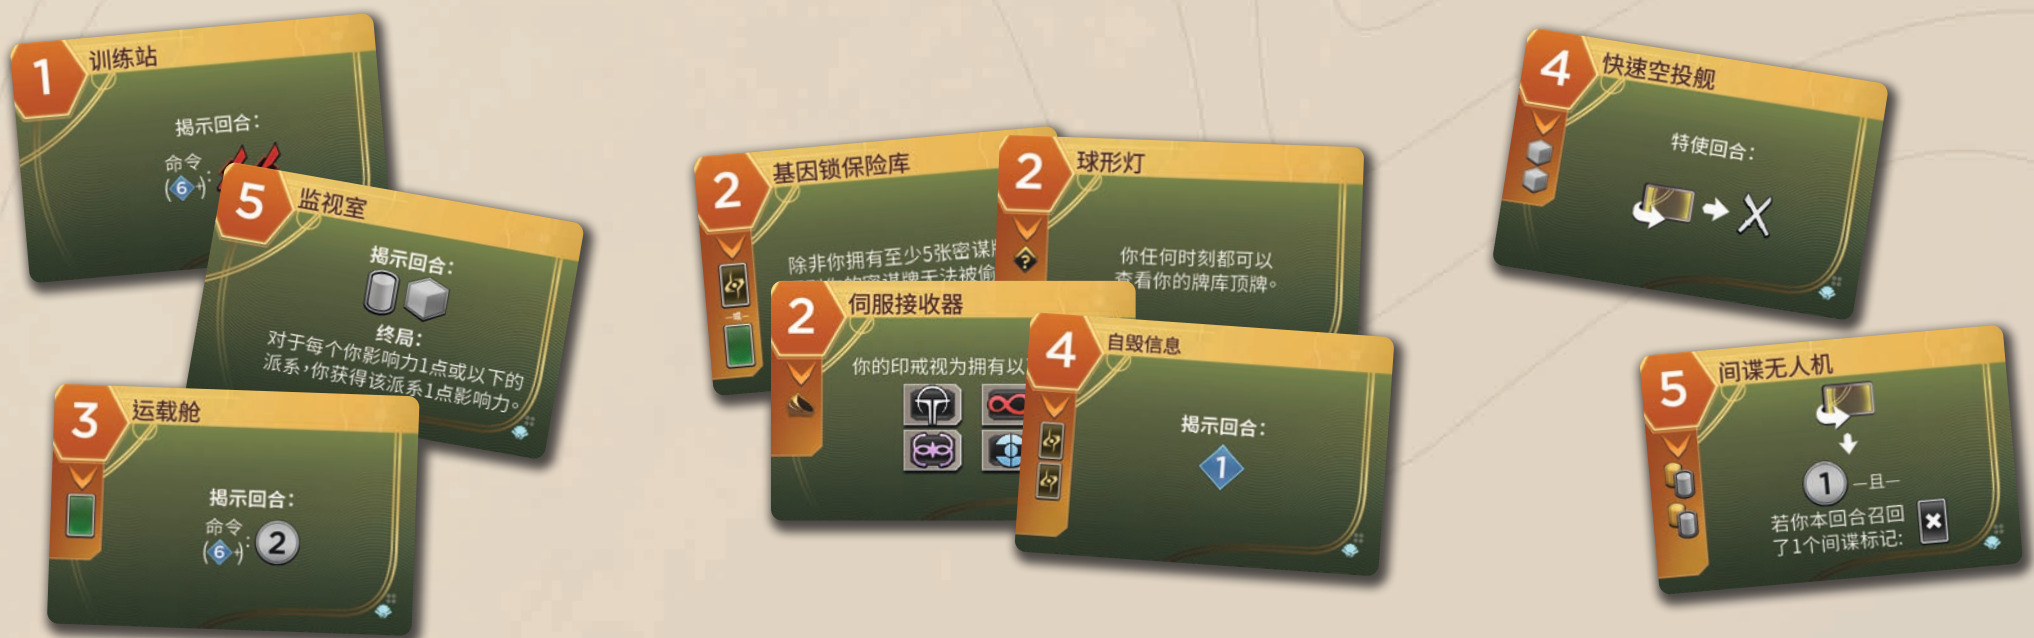 1
训练站
揭示回合：
命令
(6+):
5
监视室
揭示回合：
终局：
对于每个你影响力1点或以下的
派系，你获得该派系1点影响力。
3
运载舱
揭示回合：
命令
(6+): 2
2
基因锁保险库
除非你拥有至少5张密谋
密谋牌无法被偷
—或—
2
球形灯
?
你任何时刻都可以
查看你的牌库顶牌。
2
伺服接收器
你的印戒视为拥有以
4
自毁信息
揭示回合：
1
4
快速空投舰
特使回合：
5
间谍无人机
1 —且—
若你本回合召回
了1个间谍标记：